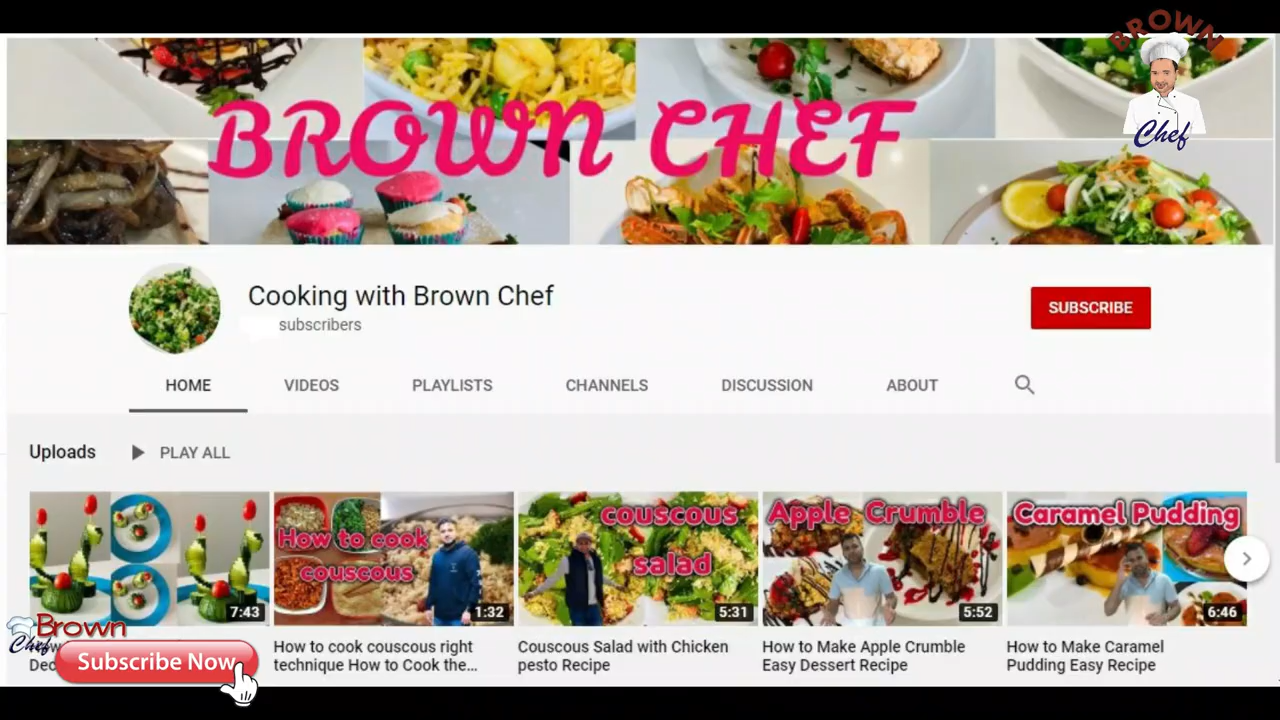 BROWN
Chef
BROWN CHEF
Cooking with Brown Chef
subscribers
SUBSCRIBE
HOME
VIDEOS
PLAYLISTS
CHANNELS
DISCUSSION
ABOUT
Uploads
PLAY ALL
7:43
How to cook
couscous
1:32
couscous
salad
5:31
Apple Crumble
5:52
Caramel Pudding
6:46
How to cook couscous right
technique How to Cook the...
Couscous Salad with Chicken
pesto Recipe
How to Make Apple Crumble
Easy Dessert Recipe
How to Make Caramel
Pudding Easy Recipe
Brown
Chef
Subscribe Now